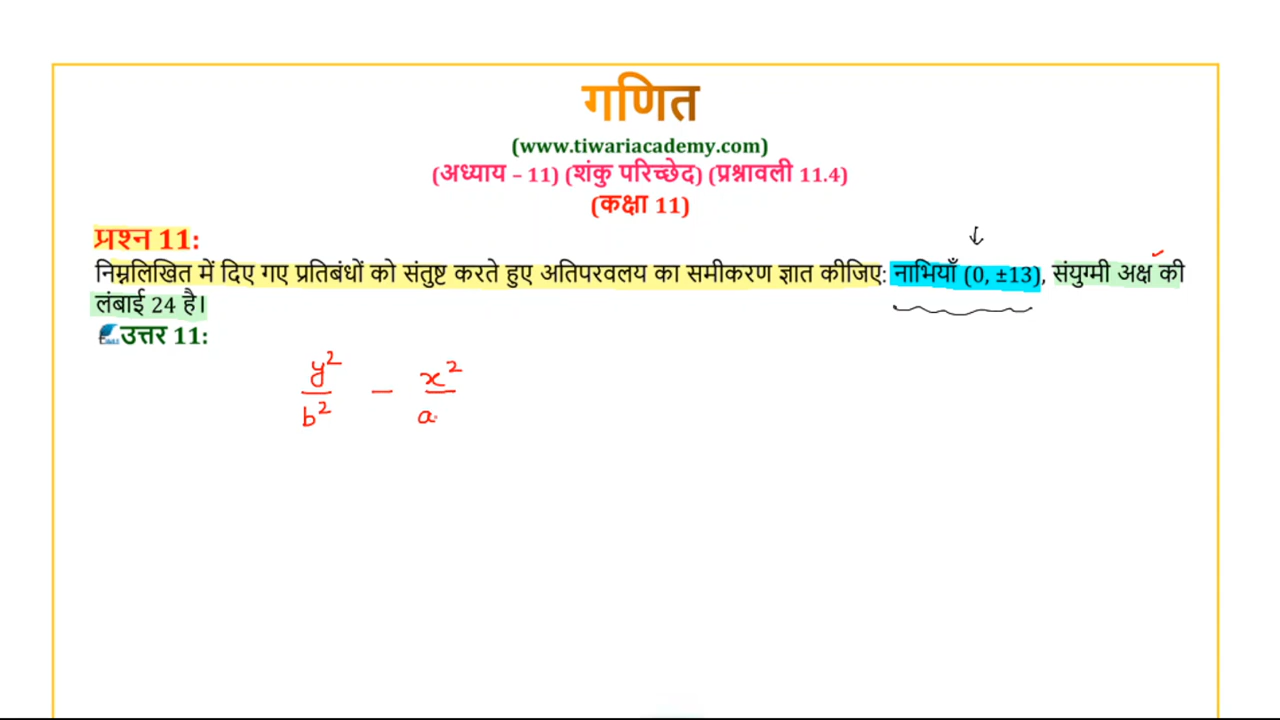 गणित
(www.tiwariacademy.com)
(अध्याय – 11) (शंकु परिच्छेद) (प्रश्नावली 11.4)
(कक्षा 11)
प्रश्न 11:
निम्नलिखित में दिए गए प्रतिबंधों को संतुष्ट करते हुए अतिपरवलय का समीकरण ज्ञात कीजिए: नाभियाँ (0, ±13), संयुग्मी अक्ष की
लंबाई 24 है।
उत्तर 11:
y² − x²
b² a